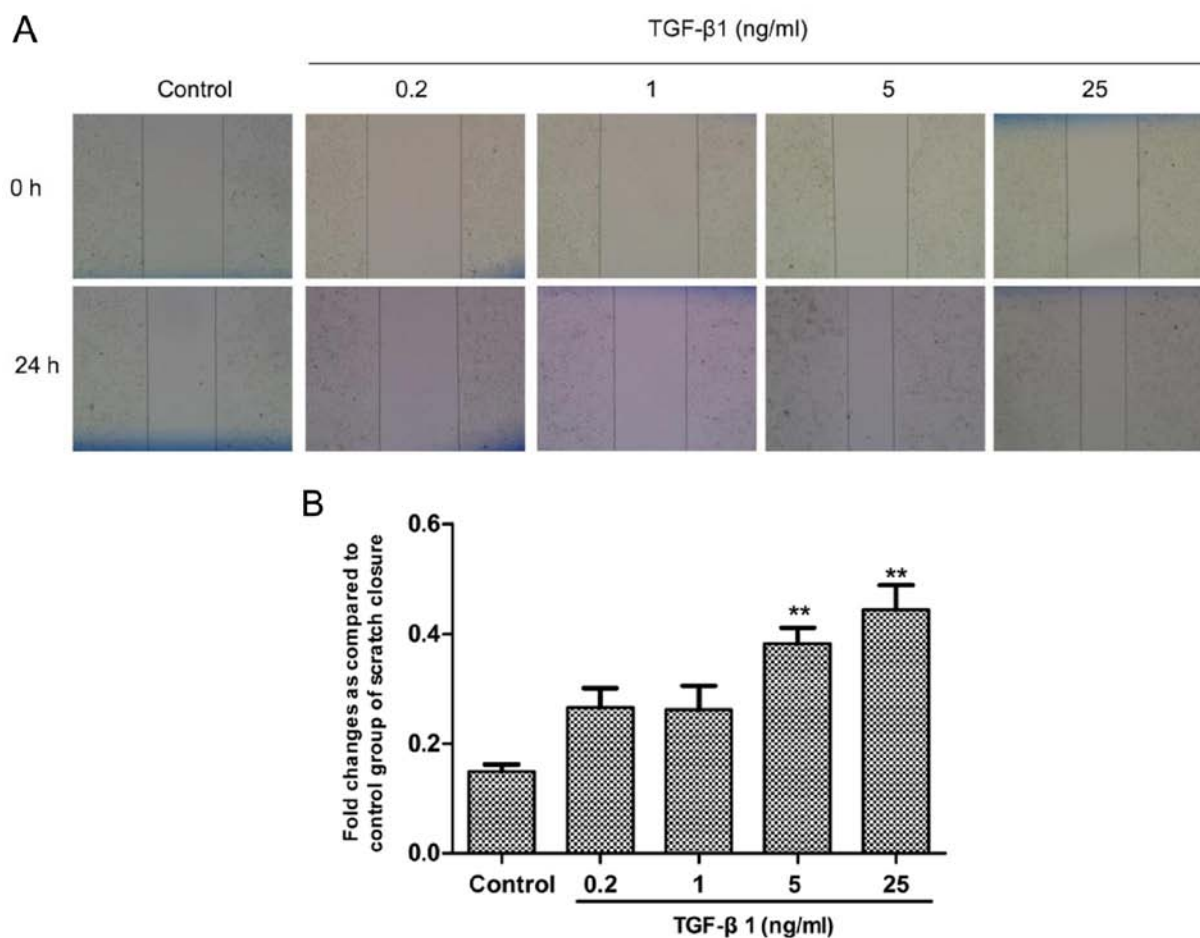 A
TGF-β1 (ng/ml)
Control 0.2 1 5 25
0 h
24 h
B
Fold changes as compared to
control group of scratch closure
0.6
0.4
0.2
0.0
** **
Control 0.2 1 5 25
TGF-β 1 (ng/ml)